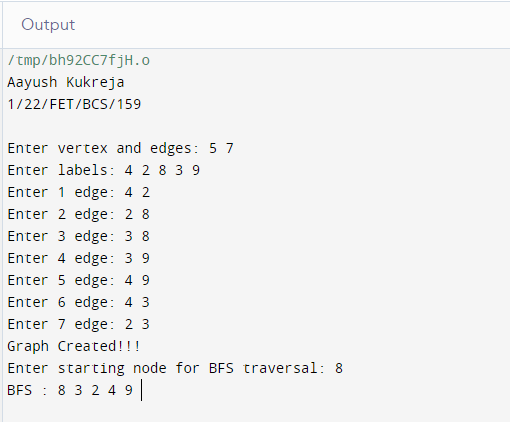 Output
/tmp/bh92CC7fjH.o
Aayush Kukreja
1/22/FET/BCS/159
Enter vertex and edges: 5 7
Enter labels: 4 2 8 3 9
Enter 1 edge: 4 2
Enter 2 edge: 2 8
Enter 3 edge: 3 8
Enter 4 edge: 3 9
Enter 5 edge: 4 9
Enter 6 edge: 4 3
Enter 7 edge: 2 3
Graph Created!!!
Enter starting node for BFS traversal: 8
BFS : 8 3 2 4 9